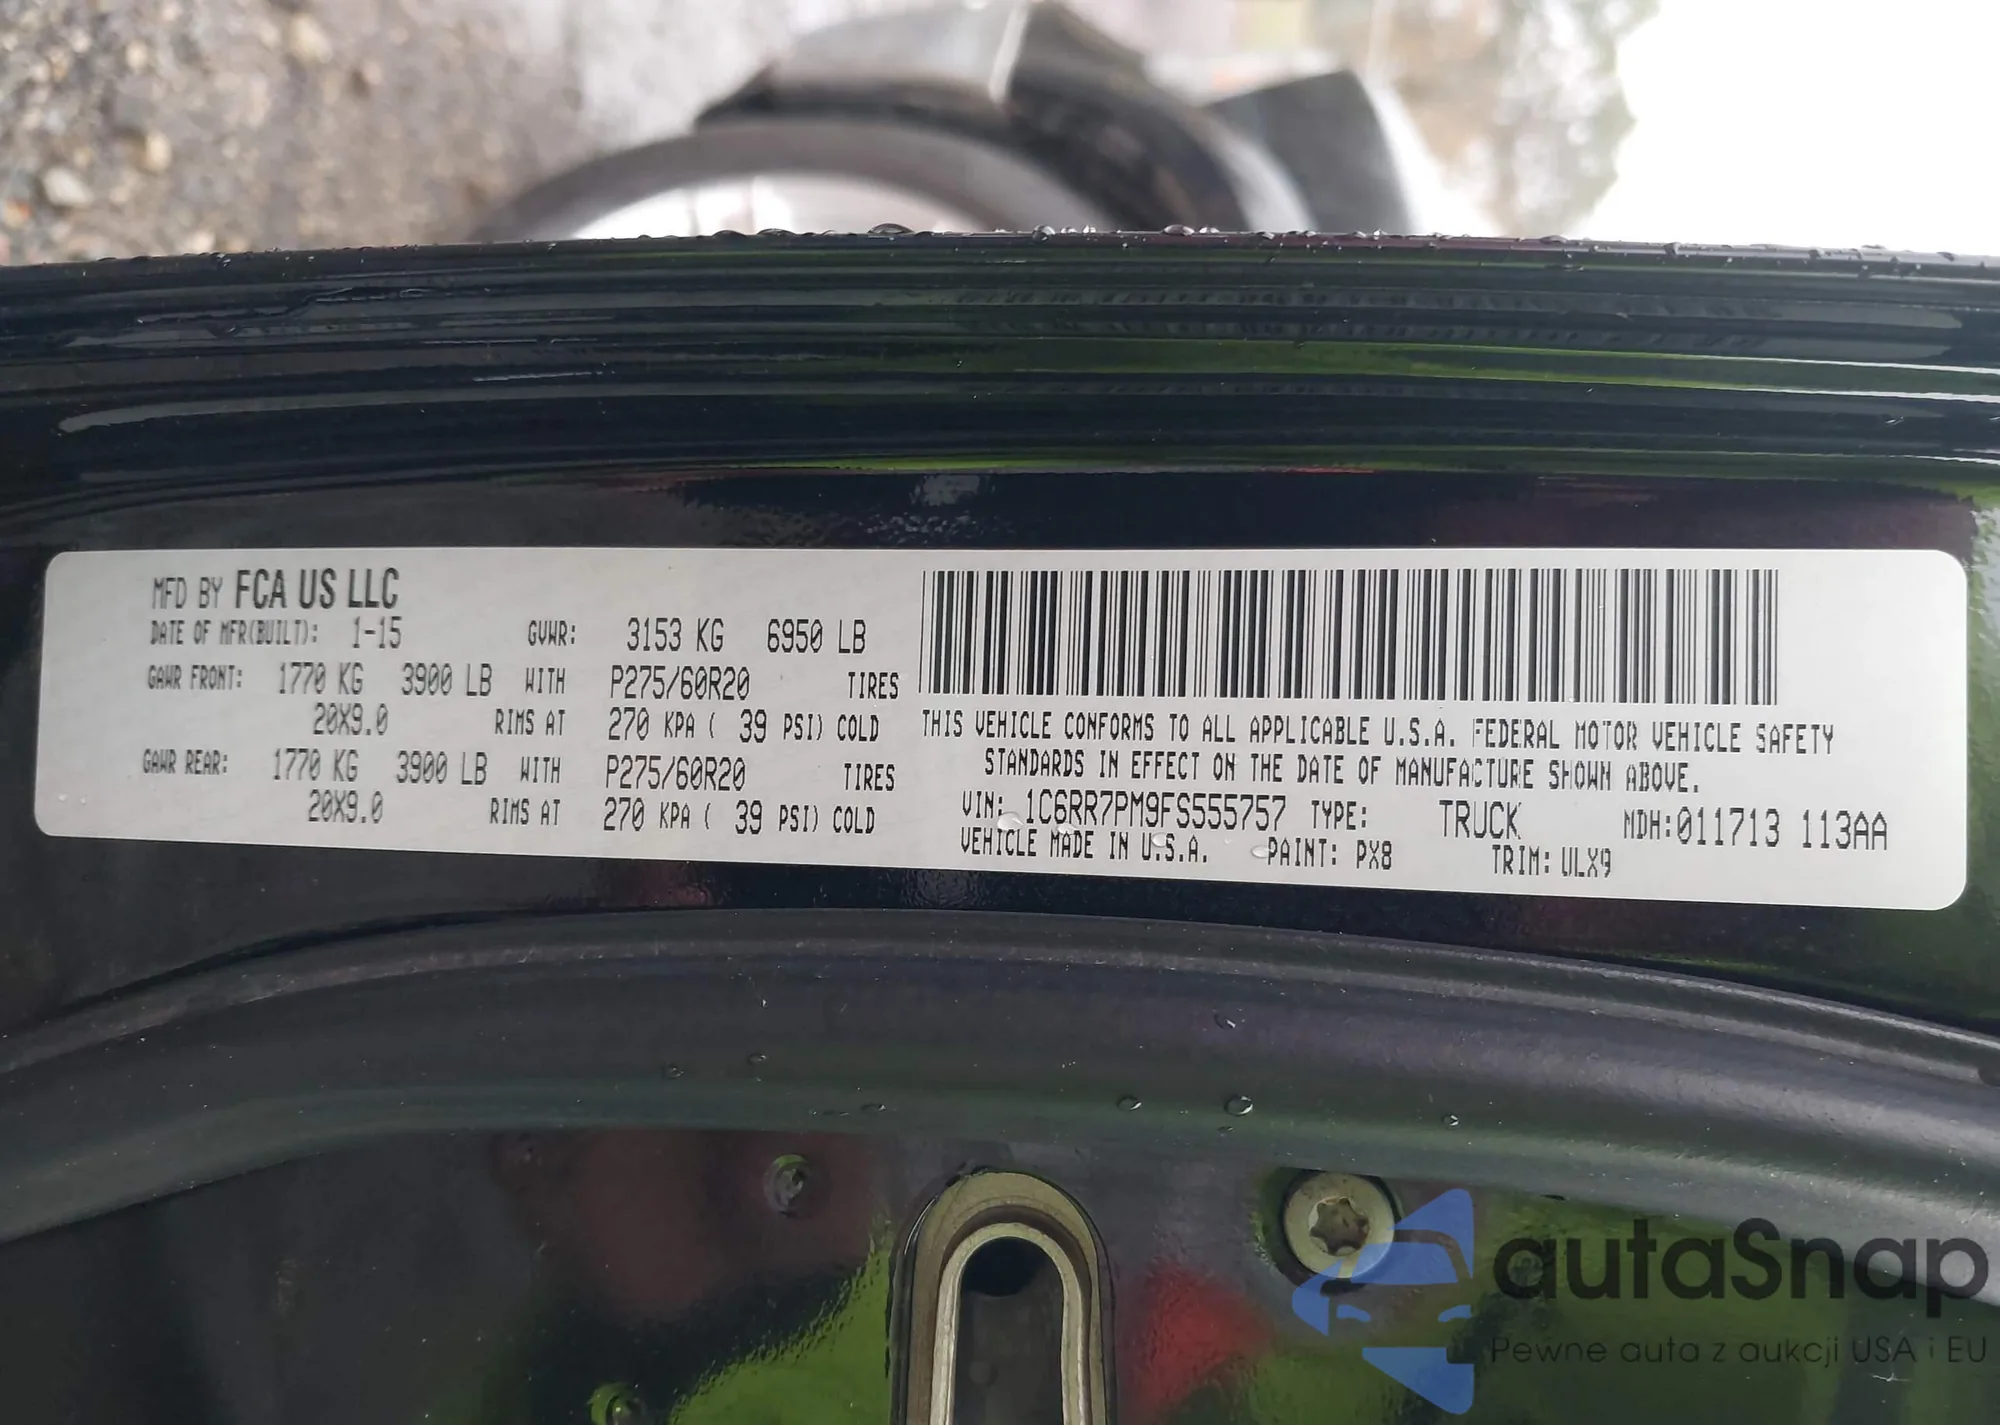 MFD BY FCA US LLC
DATE OF MFR(BUILT): 1-15 GVWR: 3153 KG 6950 LB
GAWR FRONT: 1770 KG 3900 LB WITH P275/60R20 TIRES
20X9.0 RIMS AT 270 KPA ( 39 PSI) COLD
GAWR REAR: 1770 KG 3900 LB WITH P275/60R20 TIRES
20X9.0 RIMS AT 270 KPA ( 39 PSI) COLD
THIS VEHICLE CONFORMS TO ALL APPLICABLE U.S.A. FEDERAL MOTOR VEHICLE SAFETY
STANDARDS IN EFFECT ON THE DATE OF MANUFACTURE SHOWN ABOVE.
VIN: 1C6RR7PM9FS555757 TYPE: TRUCK MDH:011713 113AA
VEHICLE MADE IN U.S.A. PAINT: PX8 TRIM: ULX9
autaSnap
Pewne auta z aukcji USA i EU